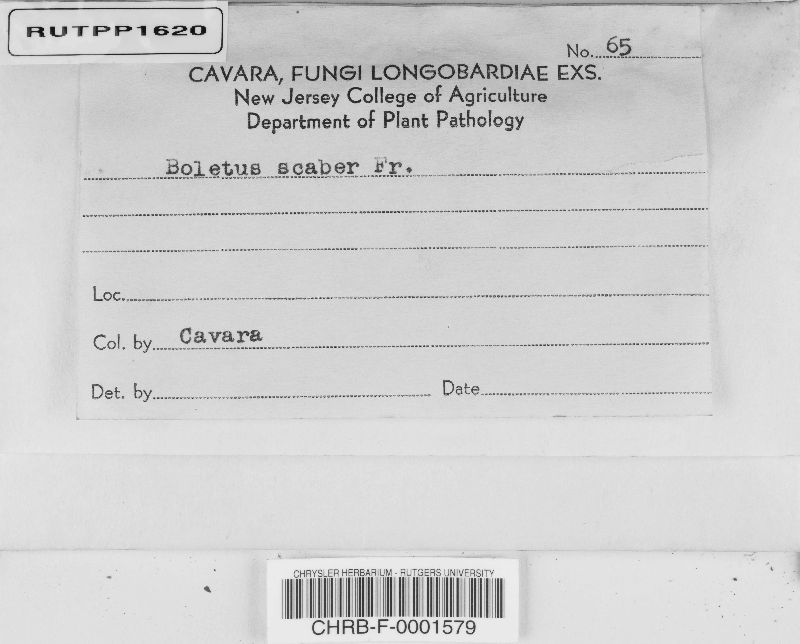 RUTPP1620
No. 65
CAVARA, FUNGI LONGOBARDIAE EXS.
New Jersey College of Agriculture
Department of Plant Pathology
Boletus scaber Fr.
Loc.
Col. by Cavara
Det. by Date
CHRYSLER HERBARIUM - RUTGERS UNIVERSITY
CHRB-F-0001579